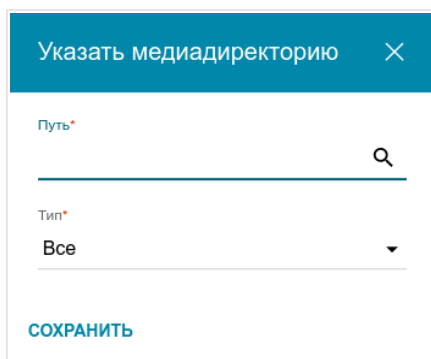 Указать медиадиректорию
Путь*
Тип*
Все
СОХРАНИТЬ